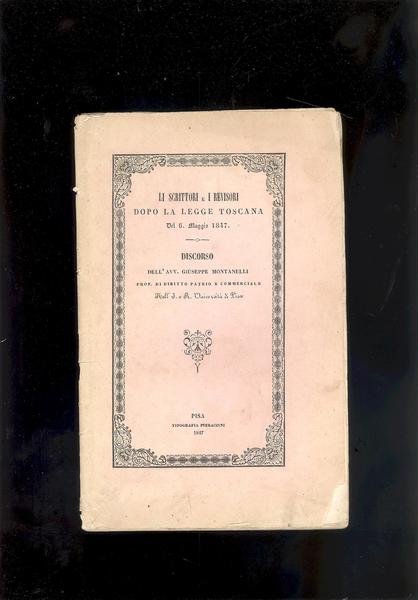 LI SCRITTORI E I REVISORI
DOPO LA LEGGE TOSCANA
Del 6. Maggio 1847.
DISCORSO
DELL' AVV. GIUSEPPE MONTANELLI
PROF. DI DIRITTO PATRIO E COMMERCIALE
Nell' I. e R. Università di Pisa
PISA
TIPOGRAFIA PIERACCINI
1847